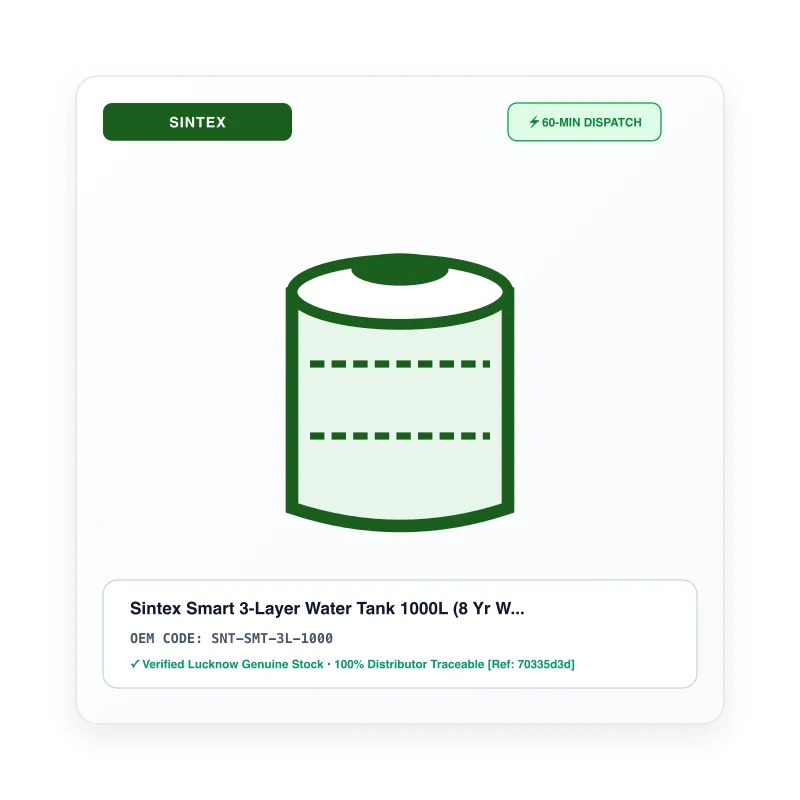 SINTEX
⚡60-MIN DISPATCH
Sintex Smart 3-Layer Water Tank 1000L (8 Yr W...
OEM CODE: SNT-SMT-3L-1000
✓ Verified Lucknow Genuine Stock · 100% Distributor Traceable [Ref: 70335d3d]